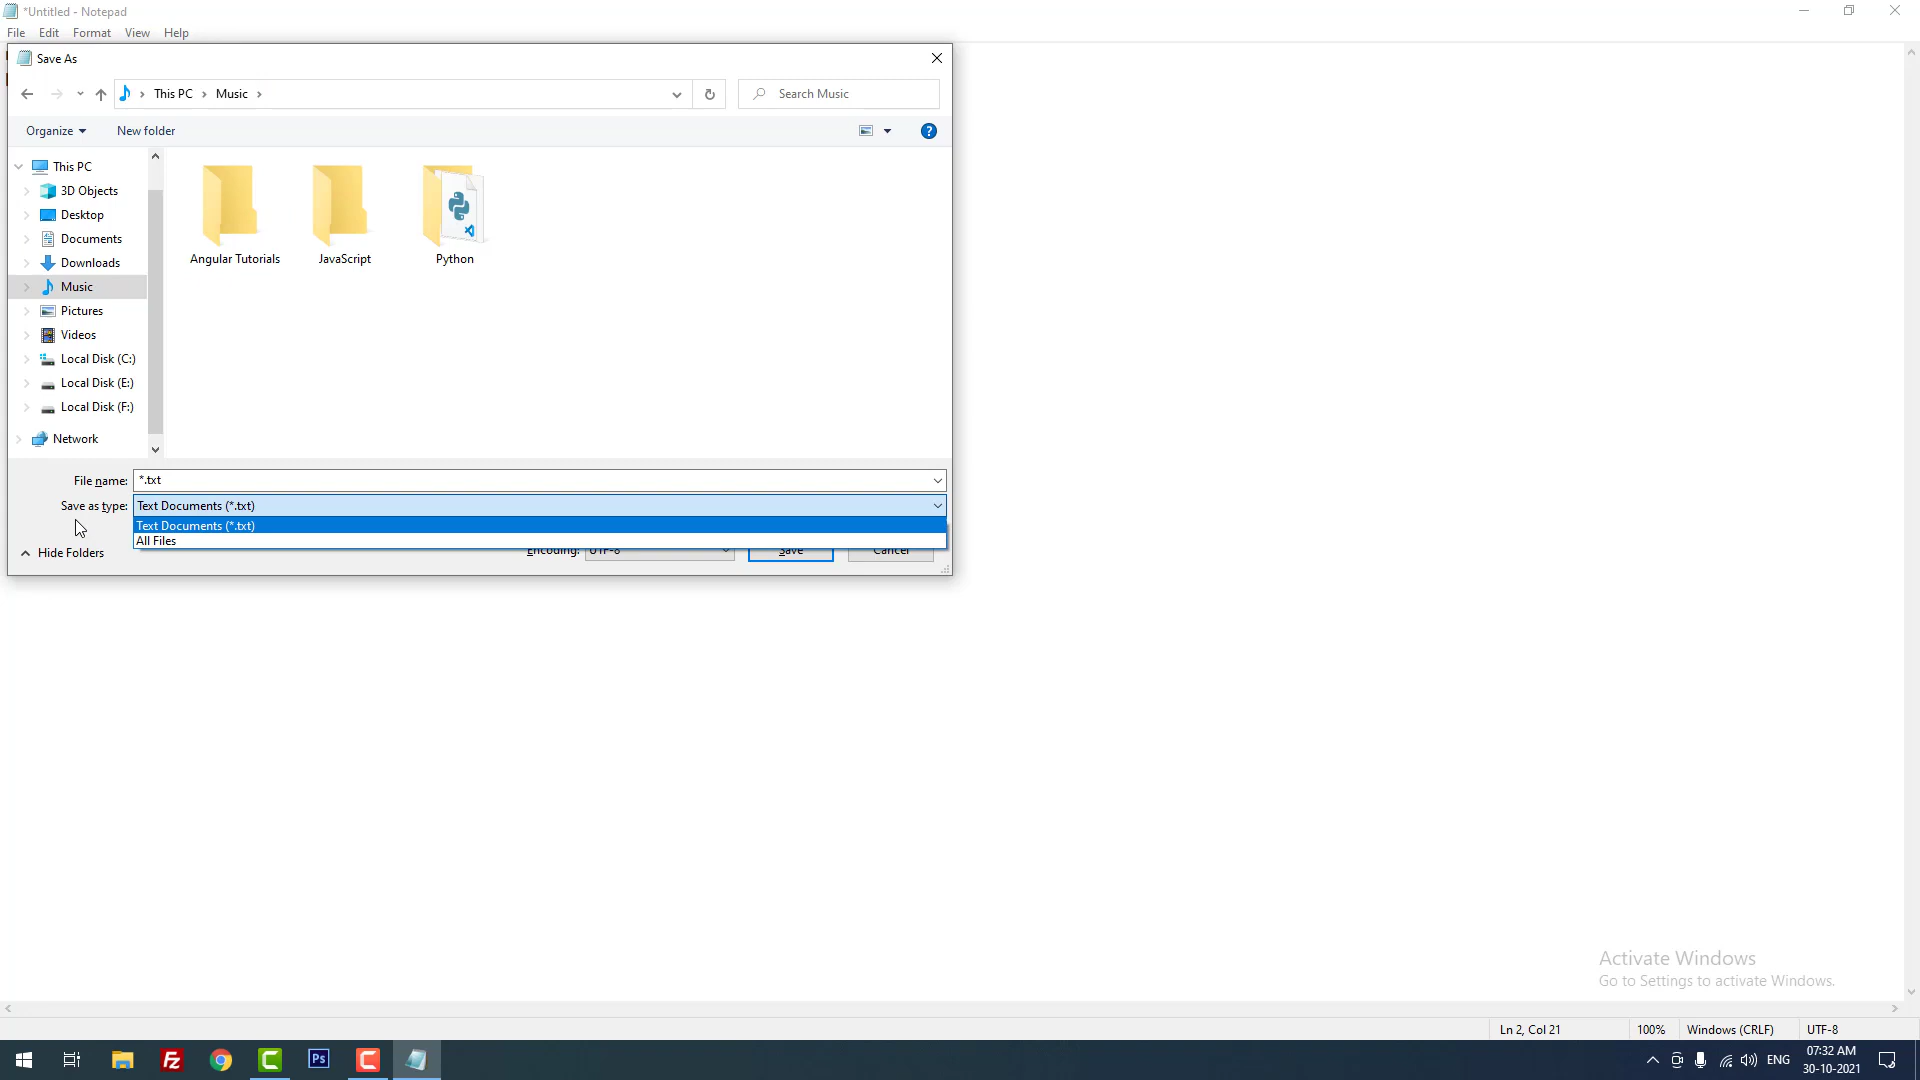 *Untitled - Notepad
File Edit Format View Help
Save As
This PC Music
Search Music
Organize New folder
?
This PC
3D Objects
Desktop
Documents
Downloads
Music
Pictures
Videos
Local Disk (C:)
Local Disk (E:)
Local Disk (F:)
Network
Angular Tutorials JavaScript Python
File name: *.txt
Save as type: Text Documents (*.txt)
Text Documents (*.txt)
All Files
Hide Folders Encoding: UTF-8 Save Cancel
Activate Windows
Go to Settings to activate Windows.
Ln 2, Col 21 100% Windows (CRLF) UTF-8
Fz C Ps C ENG 07:32 AM
30-10-2021